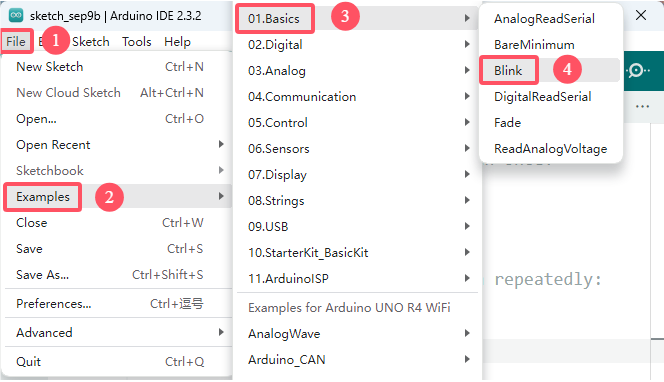 sketch_sep9b | Arduino IDE 2.3.2
File 1 Sketch Tools Help
New Sketch Ctrl+N
New Cloud Sketch Alt+Ctrl+N
Open... Ctrl+O
Open Recent
Sketchbook
Examples 2
Close Ctrl+W
Save Ctrl+S
Save As... Ctrl+Shift+S
Preferences... Ctrl+逗号
Advanced
Quit Ctrl+Q
01.Basics 3
02.Digital
03.Analog
04.Communication
05.Control
06.Sensors
07.Display
08.Strings
09.USB
10.StarterKit_BasicKit
11.ArduinoISP
Examples for Arduino UNO R4 WiFi
AnalogWave
Arduino_CAN
AnalogReadSerial
BareMinimum
Blink 4
DigitalReadSerial
Fade
ReadAnalogVoltage
repeatedly: